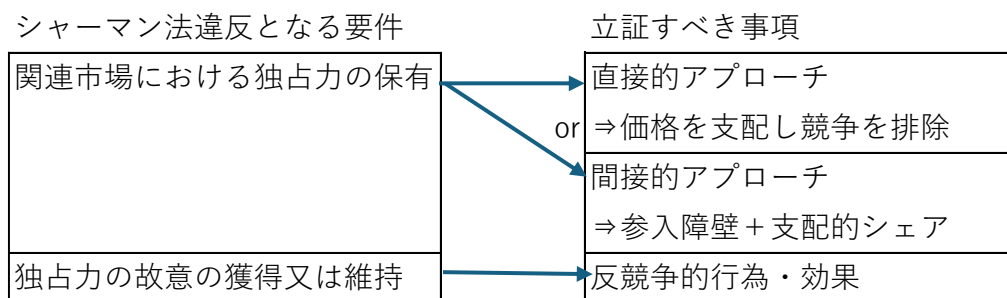 シャーマン法違反となる要件
立証すべき事項
関連市場における独占力の保有
直接的アプローチ
or
⇒価格を支配し競争を排除
間接的アプローチ
⇒参入障壁＋支配的シェア
独占力の故意の獲得又は維持
反競争的行為・効果